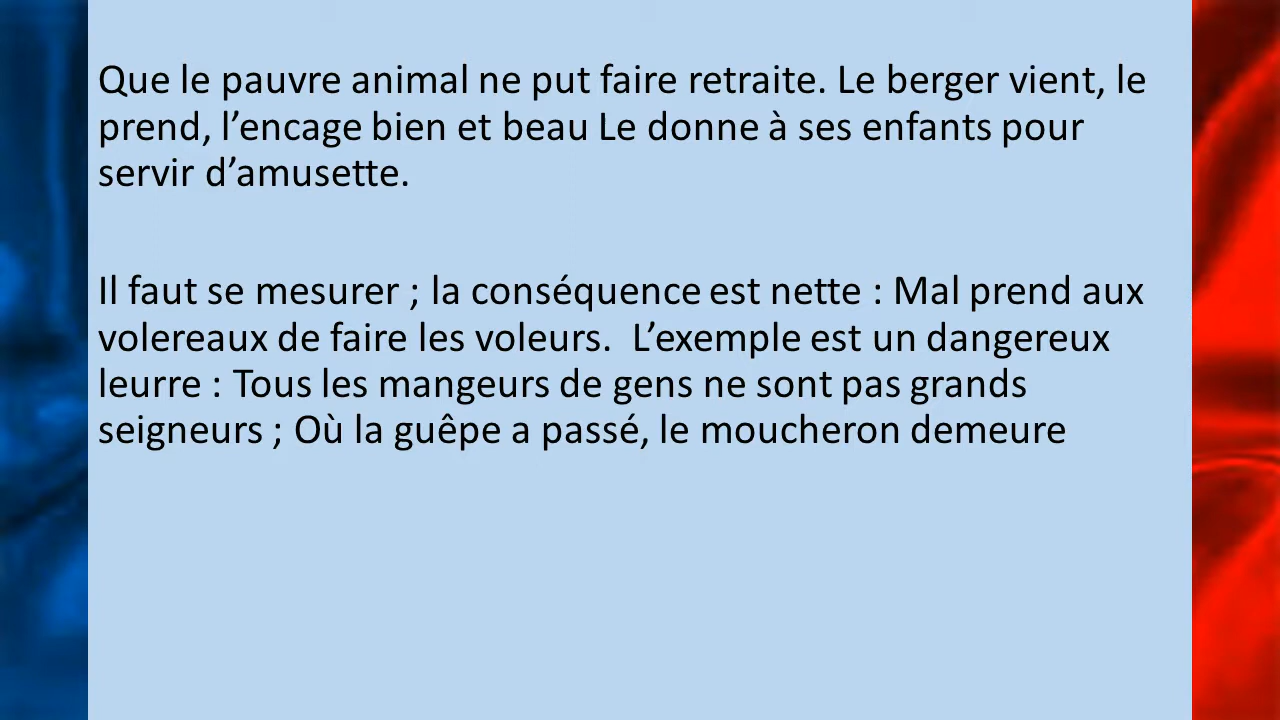 Que le pauvre animal ne put faire retraite. Le berger vient, le
prend, l’encage bien et beau Le donne à ses enfants pour
servir d’amusette.
Il faut se mesurer ; la conséquence est nette : Mal prend aux
volereaux de faire les voleurs.  L’exemple est un dangereux
leurre : Tous les mangeurs de gens ne sont pas grands
seigneurs ; Où la guêpe a passé, le moucheron demeure